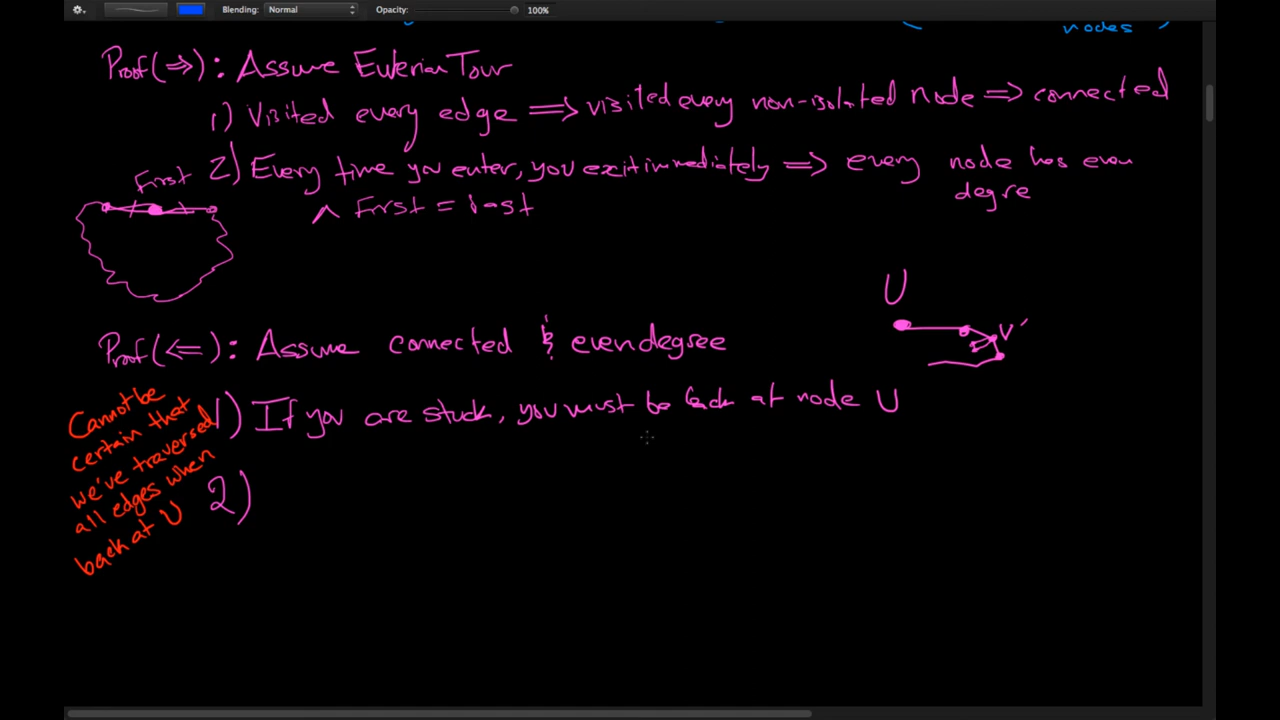 Blending: Normal Opacity: 100%
nodes
Proof(⇒): Assume Eulerian Tour
1) Visited every edge ⟹ visited every non-isolated node ⟹ connected
First 2) Every time you enter, you exit immediately ⟹ every node has even
degre
∧ First = last
U
V'
Proof(<=): Assume connected & even degree
1) If you are stuck, you must be back at node U
Cannot be
certain that
we've traversed
all edges when
back at U
2)